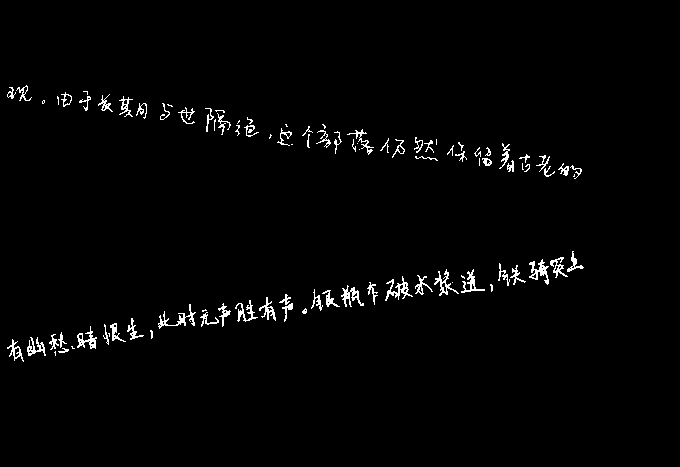 现。由于长期与世隔绝，这个部落仍然保留着古老的
有幽愁、暗恨生，此时无声胜有声。银瓶乍破水浆迸，铁骑突出